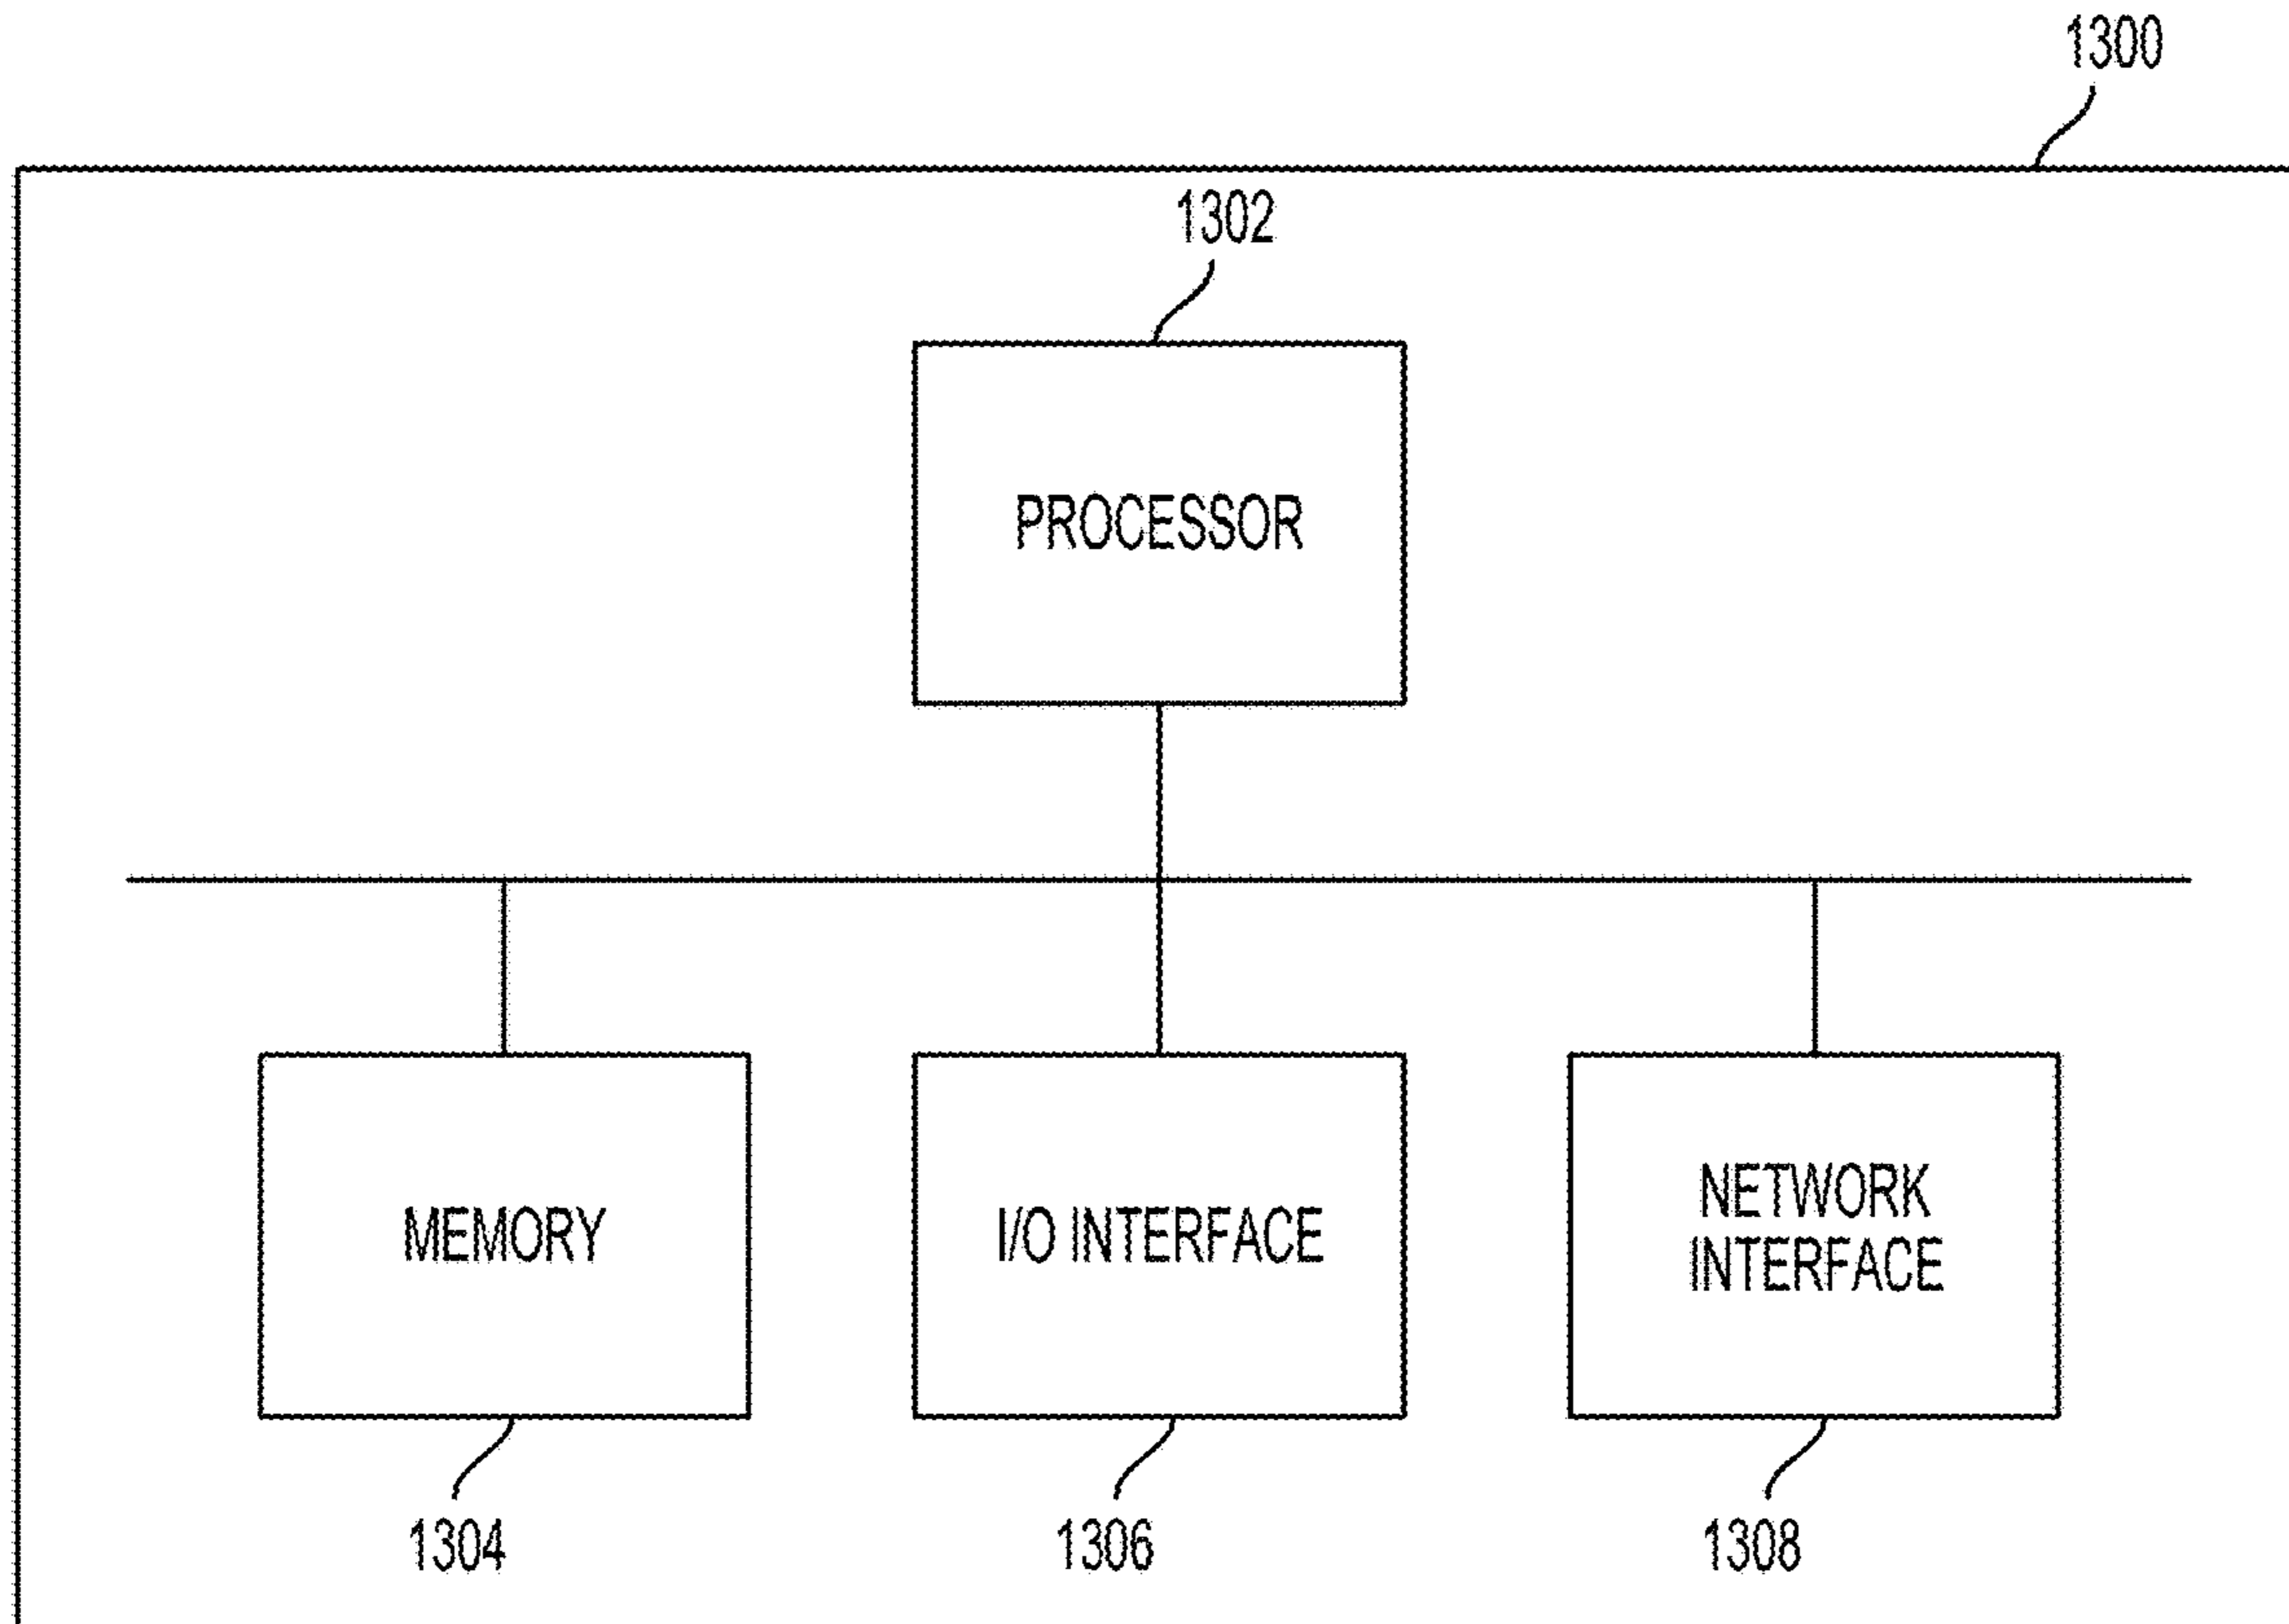 1300
1302
PROCESSOR
MEMORY
I/O INTERFACE
NETWORK
INTERFACE
1304
1306
1308